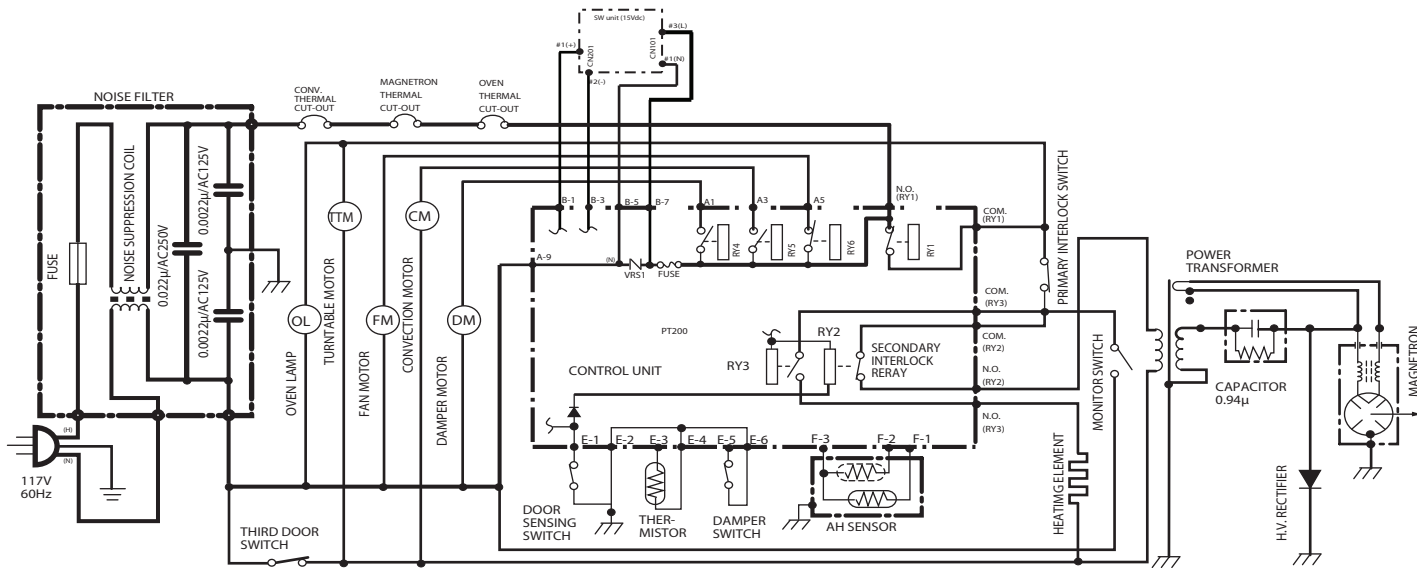 SW unit (15Vdc)
#3(L)
#1(+)
CN201
CN101
#1(N)
#2(-)
NOISE FILTER
CONV.
THERMAL
CUT-OUT
MAGNETRON
THERMAL
CUT-OUT
OVEN
THERMAL
CUT-OUT
FUSE
NOISE SUPPRESSION COIL
0.022µ/AC250V
0.0022µ/AC125V
0.0022µ/AC125V
(H)
(N)
117V
60Hz
OL
OVEN LAMP
TTM
TURNTABLE MOTOR
FM
FAN MOTOR
CM
CONVECTION MOTOR
DM
DAMPER MOTOR
THIRD DOOR
SWITCH
B-1
B-3
B-5
B-7
A1
A3
A5
N.O.
(RY1)
A-9
(N)
VRS1
FUSE
RY4
RY5
RY6
RY1
COM.
(RY1)
PRIMARY INTERLOCK SWITCH
COM.
(RY3)
COM.
(RY2)
N.O.
(RY2)
N.O.
(RY3)
PT200
CONTROL UNIT
RY3
RY2
SECONDARY
INTERLOCK
RERAY
E-1
E-2
E-3
E-4
E-5
E-6
F-3
F-2
F-1
DOOR
SENSING
SWITCH
THER-
MISTOR
DAMPER
SWITCH
AH SENSOR
HEATIMG ELEMENT
MONITOR SWITCH
POWER
TRANSFORMER
CAPACITOR
0.94µ
H.V. RECTIFIER
MAGNETRON